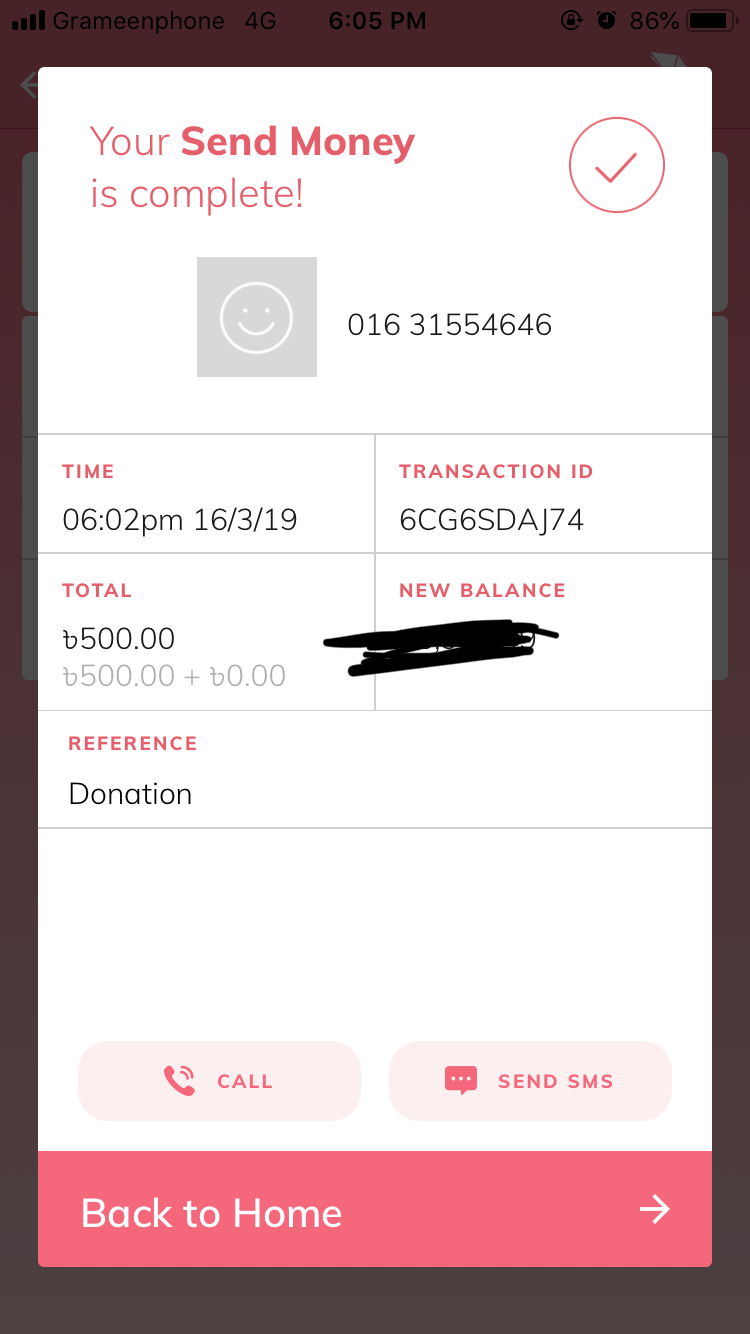 Grameenphone 4G 6:05 PM 86%
Your Send Money
is complete!
016 31554646
TIME
06:02pm 16/3/19
TRANSACTION ID
6CG6SDAJ74
TOTAL
৳500.00
৳500.00 + ৳0.00
NEW BALANCE
REFERENCE
Donation
CALL
SEND SMS
Back to Home